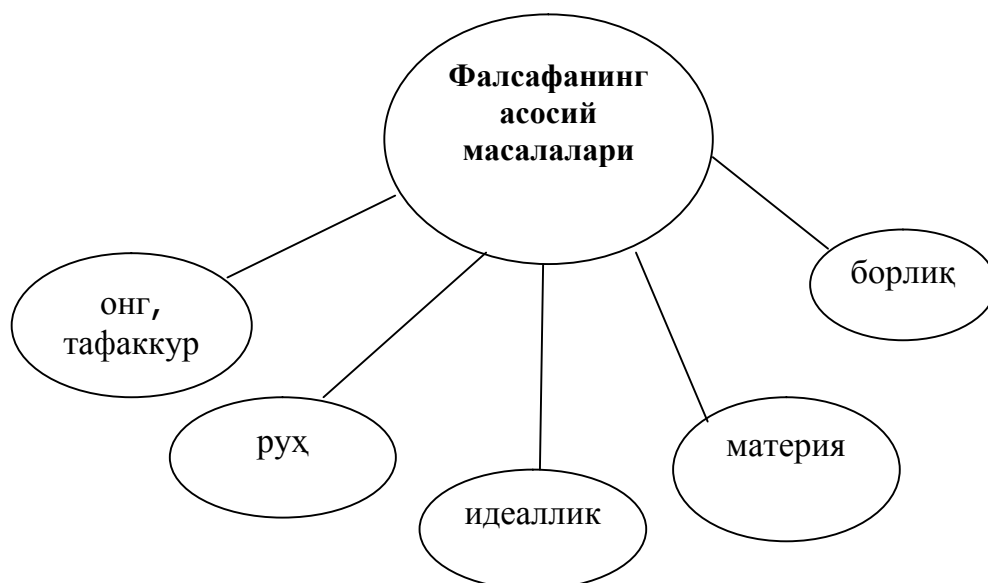 Фалсафанинг
асосий
масалалари
борлиқ
онг,
тафаккур
руҳ
материя
идеаллик